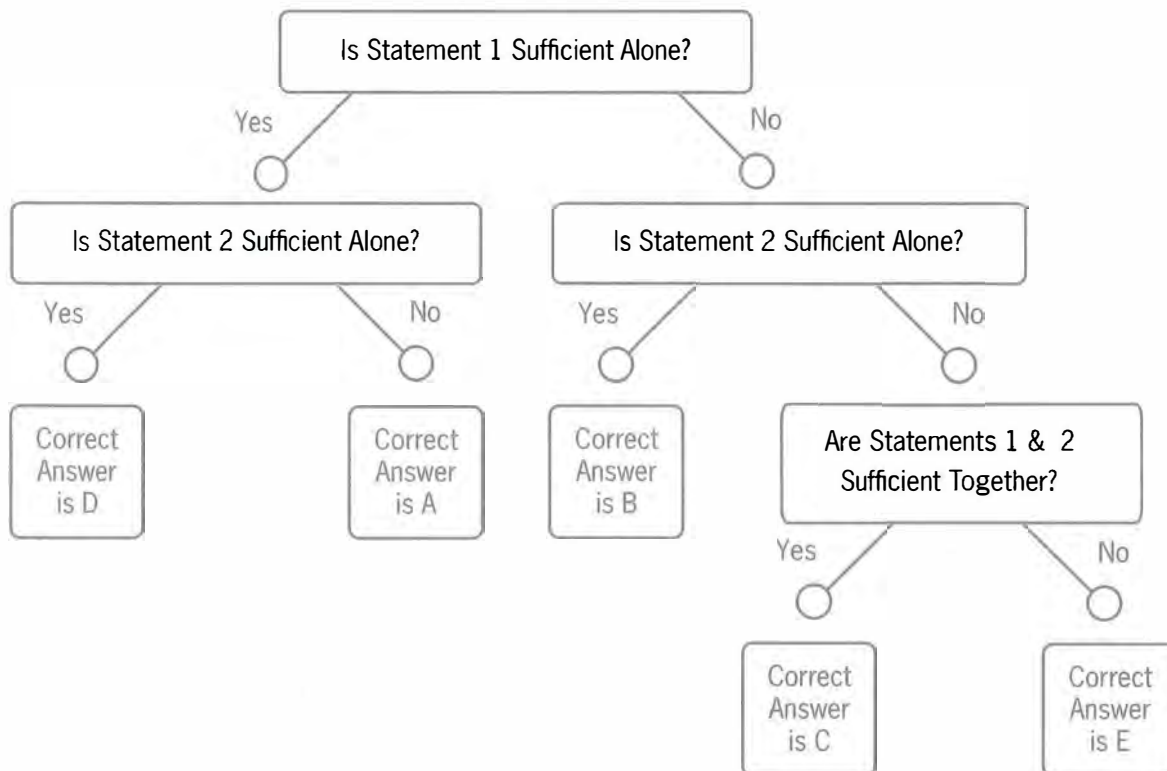 Is Statement 1 Sufficient Alone?
Yes
No
Is Statement 2 Sufficient Alone?
Is Statement 2 Sufficient Alone?
Yes
No
Yes
No
Correct
Answer
is D
Correct
Answer
is A
Correct
Answer
is B
Are Statements 1 & 2
Sufficient Together?
Yes
No
Correct
Answer
is C
Correct
Answer
is E